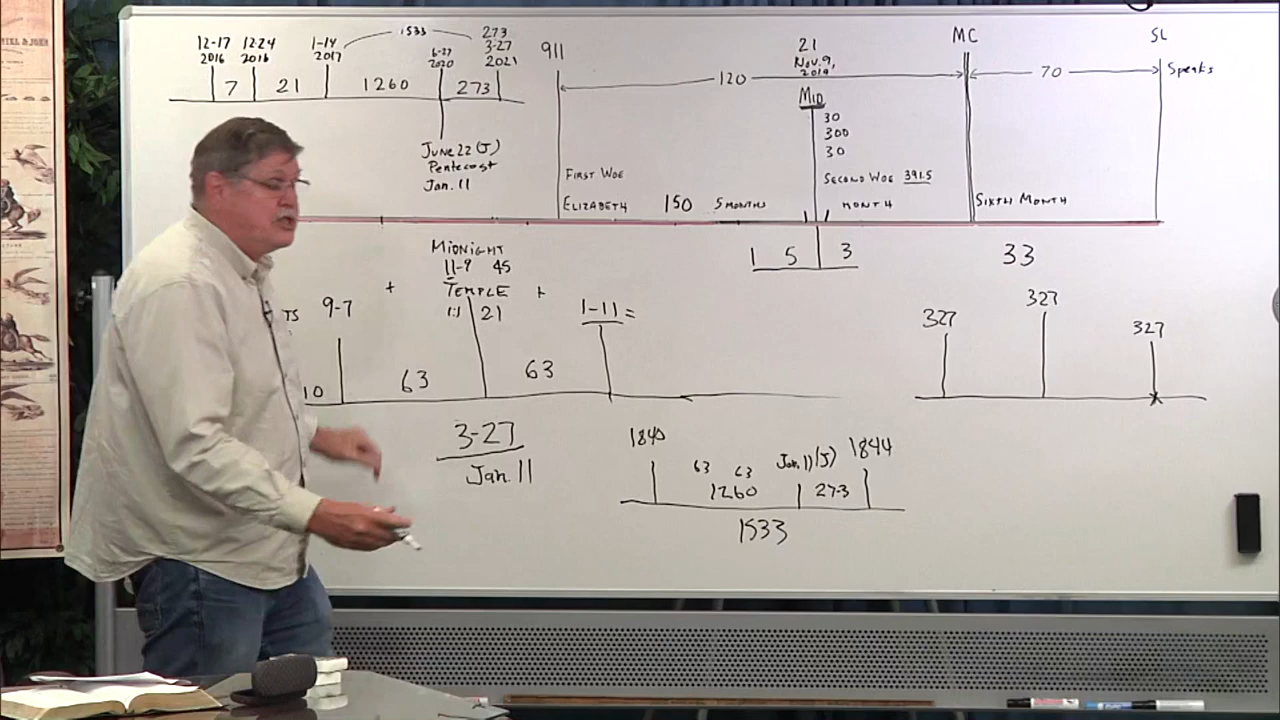 IEL & JOHN
12-17
2016
12-24
2016
1-14
2017
1533
6-27
2020
273
3-27
2021
7
21
1260
273
June 22 (J)
Pentecost
Jan. 11
911
120
21
Nov. 9,
2019
MID
30
300
30
MC
70
SL
Speaks
FIRST WOE
SECOND WOE 391.5
ELIZABETH 150 5 MONTHS
MONTH
SIXTH MONTH
1 5 3
33
TS
9-7
+
MIDNIGHT
11-9 45
TEMPLE
1:1 21
+
1-11 =
10
63
63
3-27
Jan. 11
327
327
327
1840
63 63
1260
Jan. 11 (J)
1844
273
1533